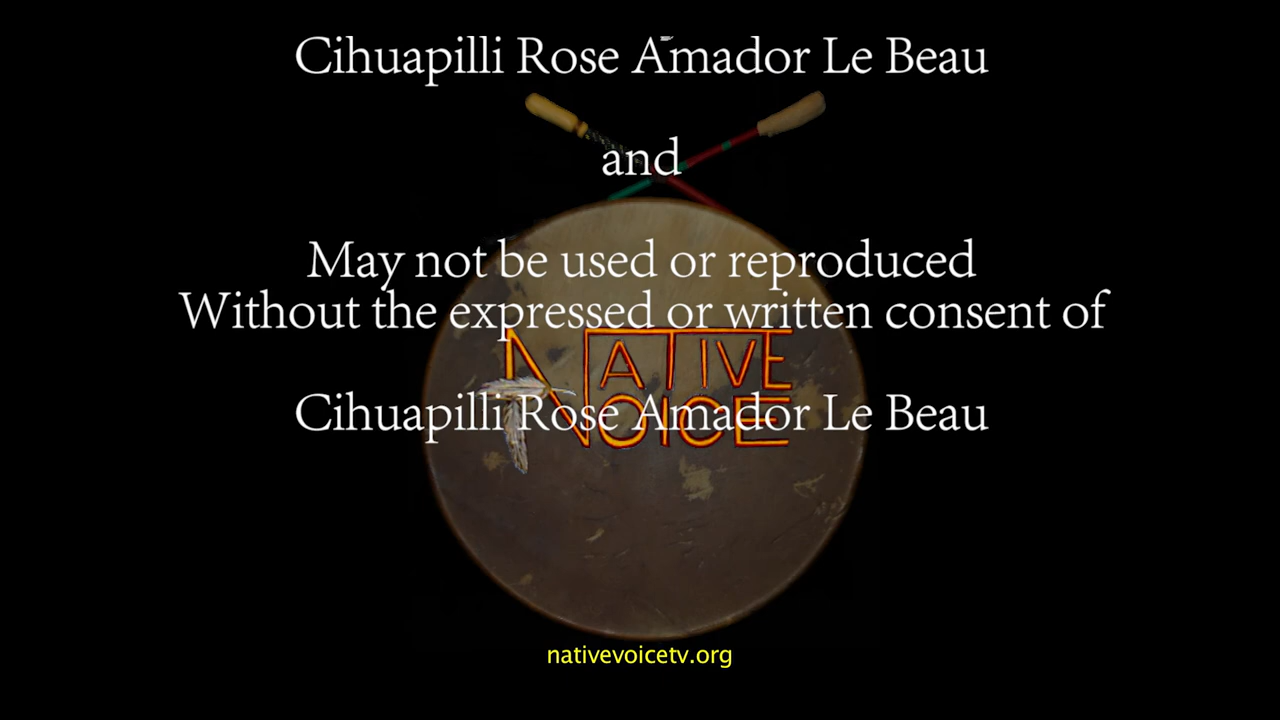 Cihuapilli Rose Amador Le Beau
and
May not be used or reproduced
Without the expressed or written consent of
NATIVE
VOICE
Cihuapilli Rose Amador Le Beau
nativevoicetv.org